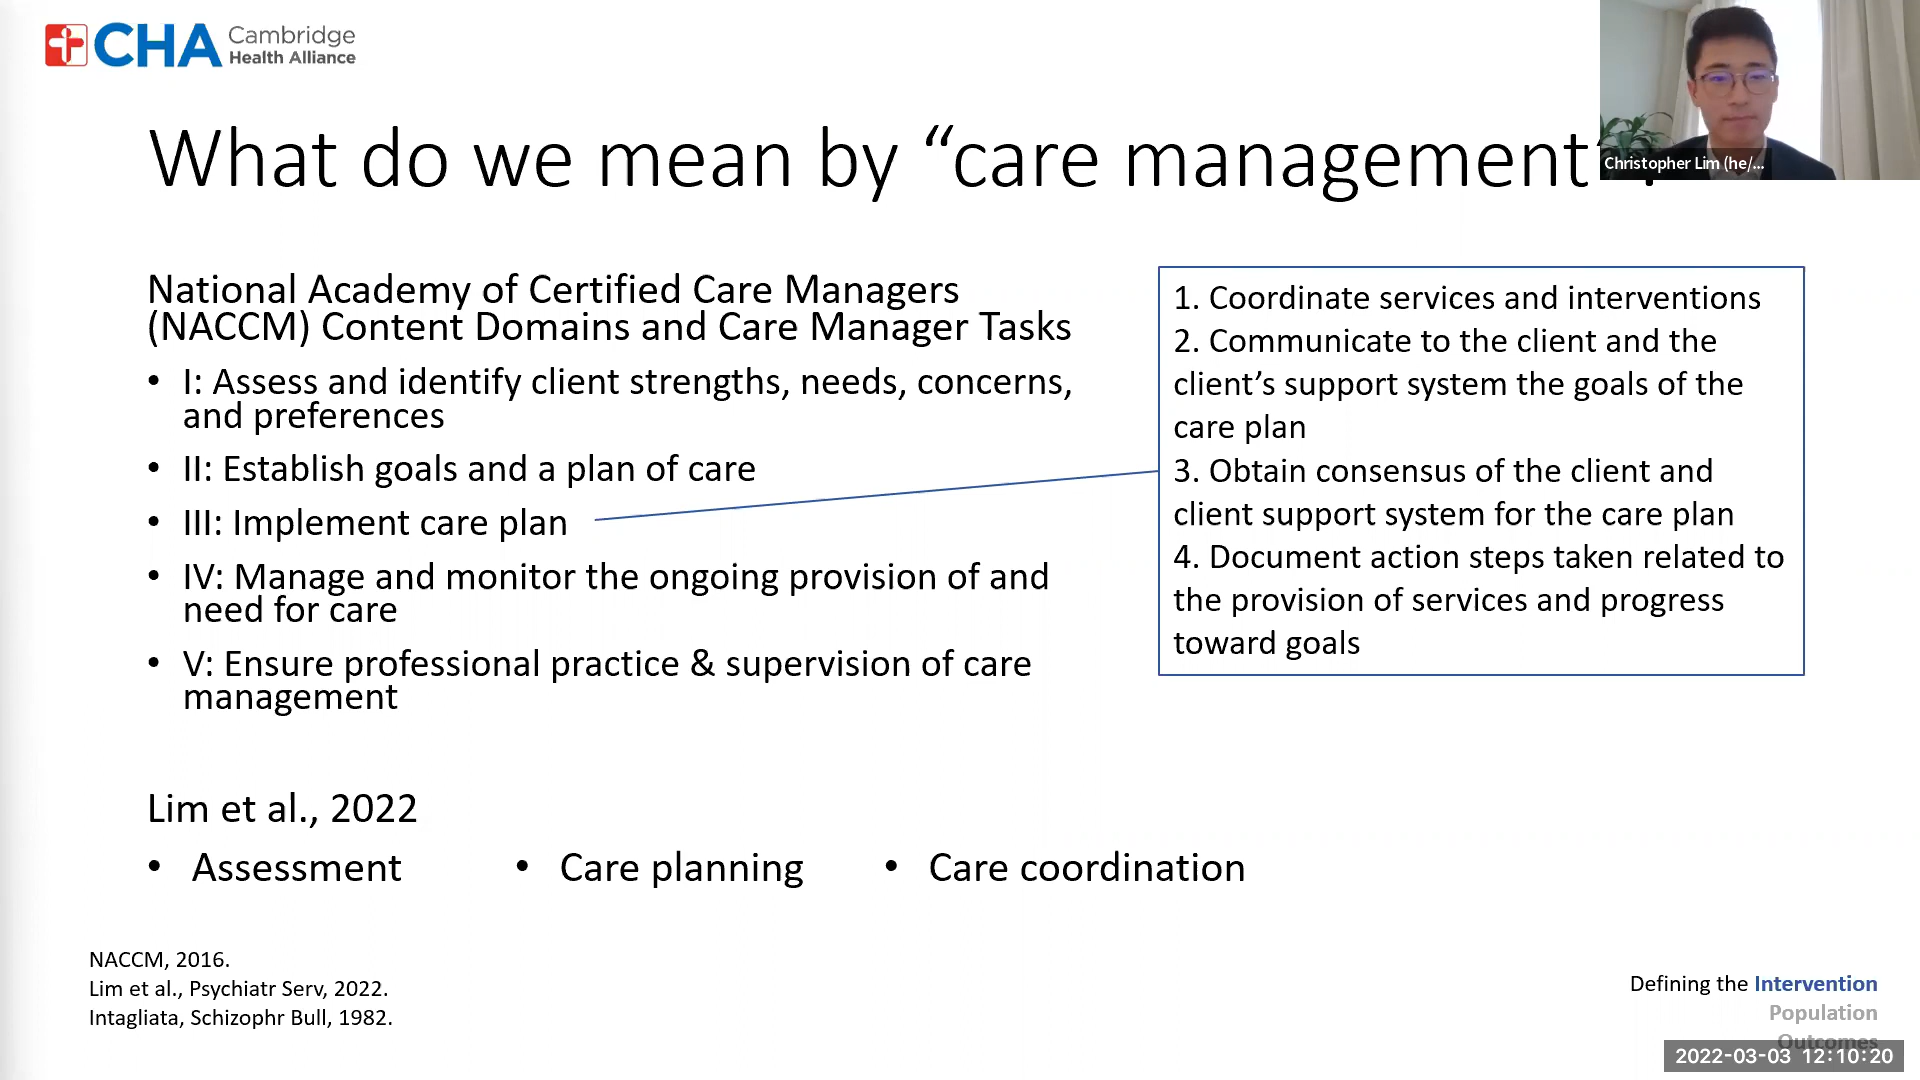 CHA Cambridge
Health Alliance
What do we mean by “care management”?
Christopher Lim (he/...
National Academy of Certified Care Managers
(NACCM) Content Domains and Care Manager Tasks
• I: Assess and identify client strengths, needs, concerns,
and preferences
• II: Establish goals and a plan of care
• III: Implement care plan
• IV: Manage and monitor the ongoing provision of and
need for care
• V: Ensure professional practice & supervision of care
management
1. Coordinate services and interventions
2. Communicate to the client and the
client’s support system the goals of the
care plan
3. Obtain consensus of the client and
client support system for the care plan
4. Document action steps taken related to
the provision of services and progress
toward goals
Lim et al., 2022
• Assessment • Care planning • Care coordination
NACCM, 2016.
Lim et al., Psychiatr Serv, 2022.
Intagliata, Schizophr Bull, 1982.
Defining the Intervention
Population
Outcomes
2022-03-03 12:10:20